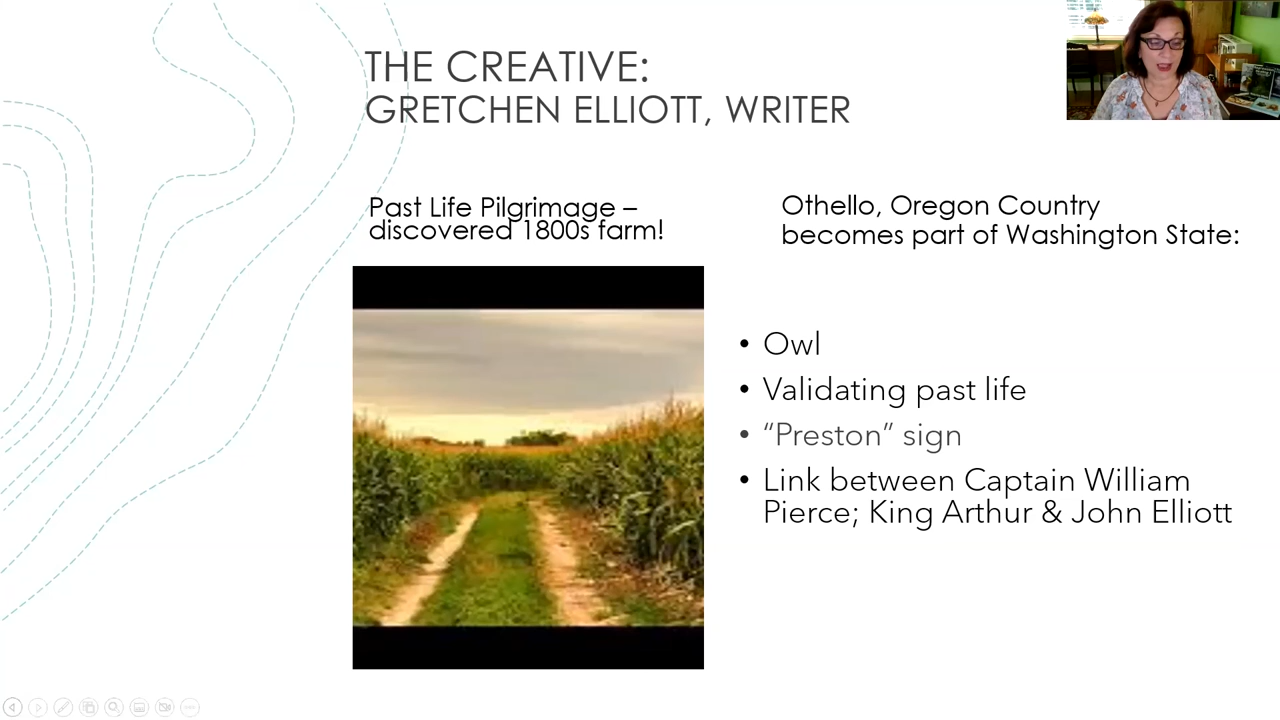 THE CREATIVE:
GRETCHEN ELLIOTT, WRITER
Past Life Pilgrimage –
discovered 1800s farm!
Othello, Oregon Country
becomes part of Washington State:
• Owl
• Validating past life
• “Preston” sign
• Link between Captain William
Pierce; King Arthur & John Elliott